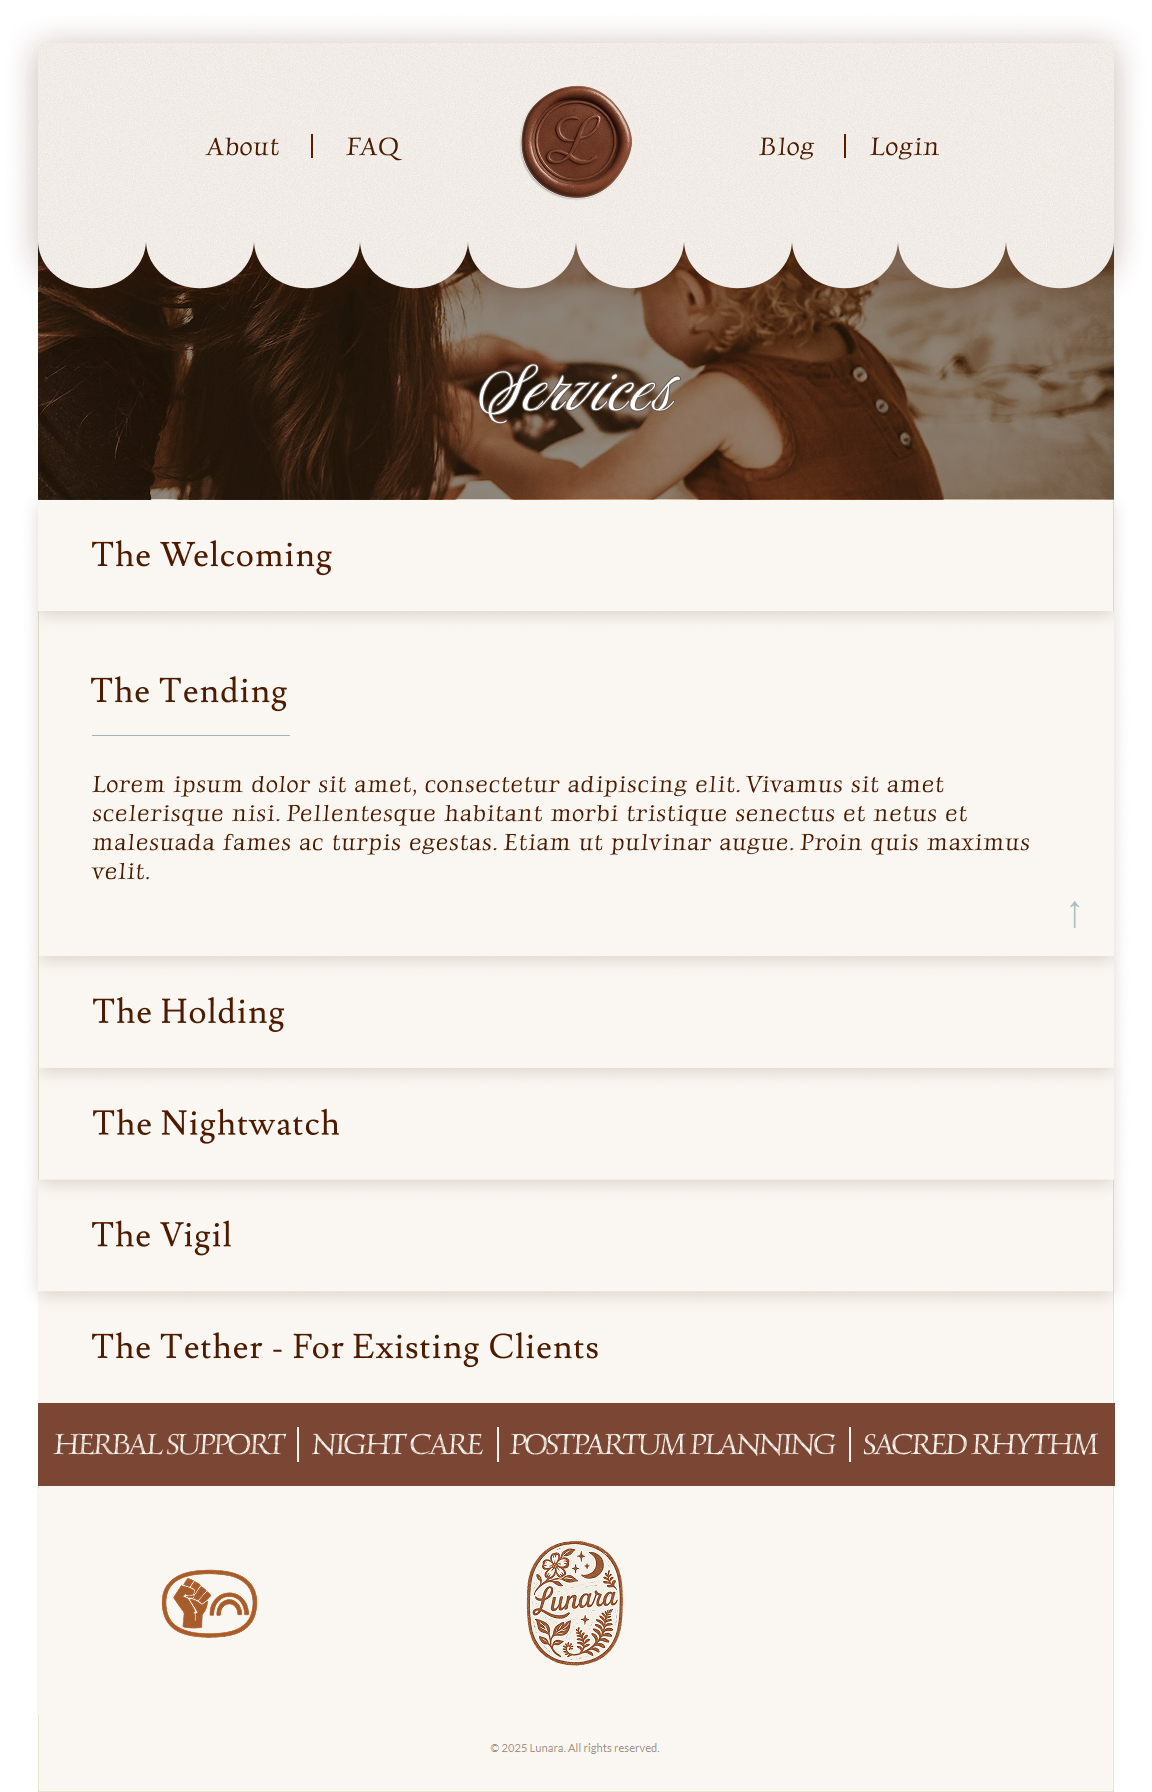 About | FAQ
L
Blog | Login
Services
The Welcoming
The Tending
Lorem ipsum dolor sit amet, consectetur adipiscing elit. Vivamus sit amet
scelerisque nisi. Pellentesque habitant morbi tristique senectus et netus et
malesuada fames ac turpis egestas. Etiam ut pulvinar augue. Proin quis maximus
velit.
The Holding
The Nightwatch
The Vigil
The Tether - For Existing Clients
HERBAL SUPPORT | NIGHT CARE | POSTPARTUM PLANNING | SACRED RHYTHM
Lunara
© 2025 Lunara. All rights reserved.